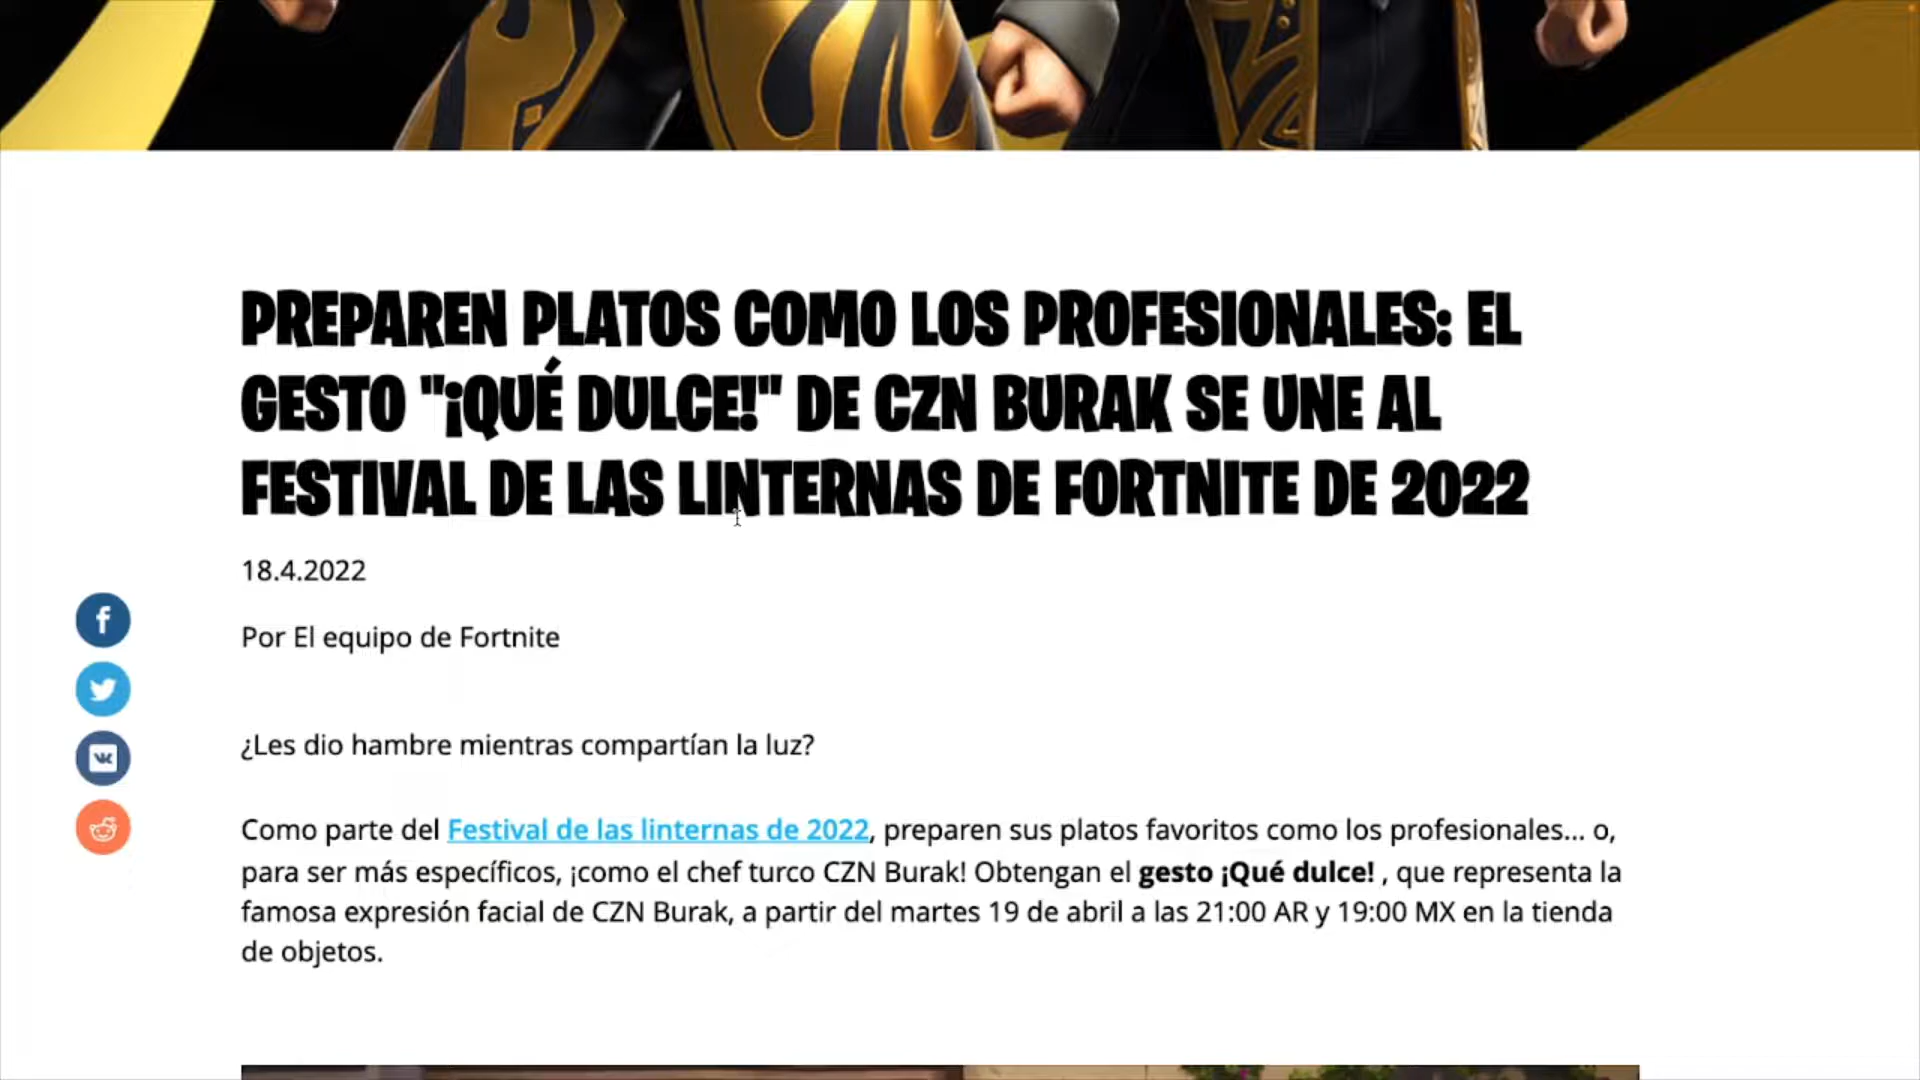 PREPAREN PLATOS COMO LOS PROFESIONALES: EL
GESTO "¡QUÉ DULCE!" DE CZN BURAK SE UNE AL
FESTIVAL DE LAS LINTERNAS DE FORTNITE DE 2022
18.4.2022
Por El equipo de Fortnite
¿Les dio hambre mientras compartían la luz?
Como parte del Festival de las linternas de 2022, preparen sus platos favoritos como los profesionales... o,
para ser más específicos, ¡como el chef turco CZN Burak! Obtengan el gesto ¡Qué dulce! , que representa la
famosa expresión facial de CZN Burak, a partir del martes 19 de abril a las 21:00 AR y 19:00 MX en la tienda
de objetos.